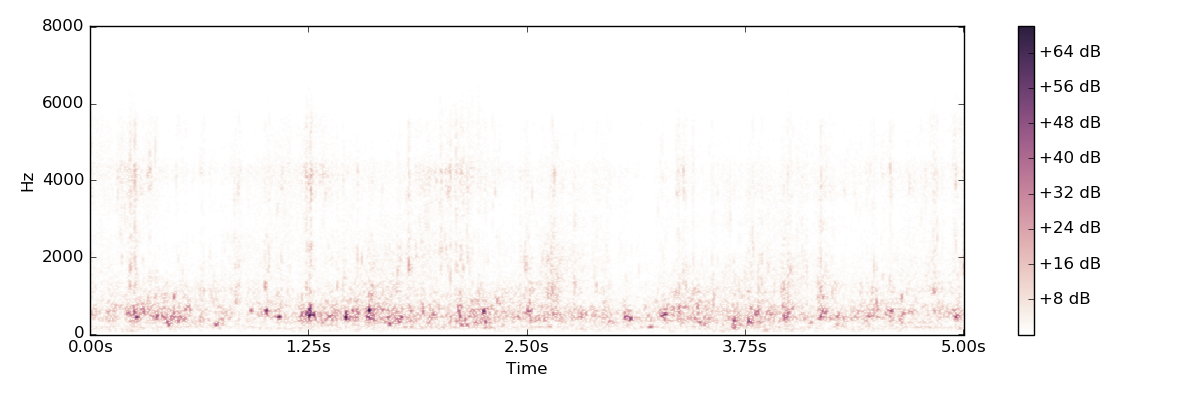 8000
6000
4000
2000
0
Hz
0.00s 1.25s 2.50s 3.75s 5.00s
Time
+64 dB
+56 dB
+48 dB
+40 dB
+32 dB
+24 dB
+16 dB
+8 dB